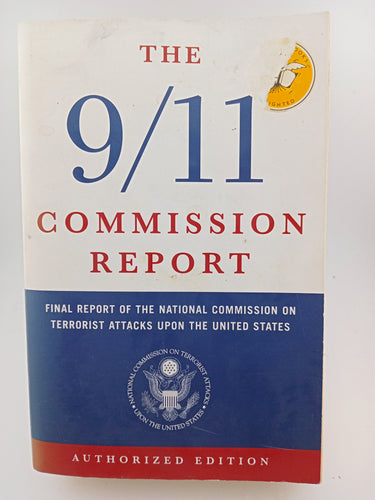 THE
9/11
COMMISSION
REPORT
FINAL REPORT OF THE NATIONAL COMMISSION ON
TERRORIST ATTACKS UPON THE UNITED STATES
NATIONAL COMMISSION ON TERRORIST ATTACKS
UPON THE UNITED STATES
AUTHORIZED EDITION